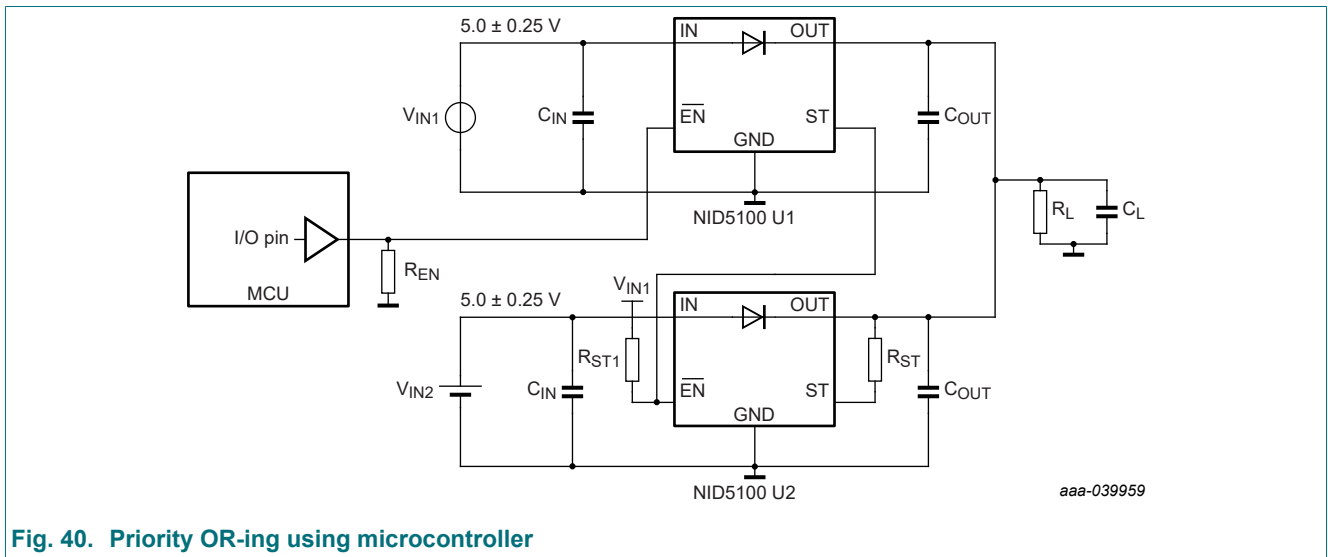 5.0 ± 0.25 V
IN
OUT
VIN1
CIN
EN
ST
COUT
GND
NID5100 U1
RL
CL
I/O pin
MCU
REN
5.0 ± 0.25 V
VIN1
IN
OUT
RST1
RST
VIN2
CIN
EN
ST
COUT
GND
NID5100 U2
aaa-039959
Fig. 40. Priority OR-ing using microcontroller